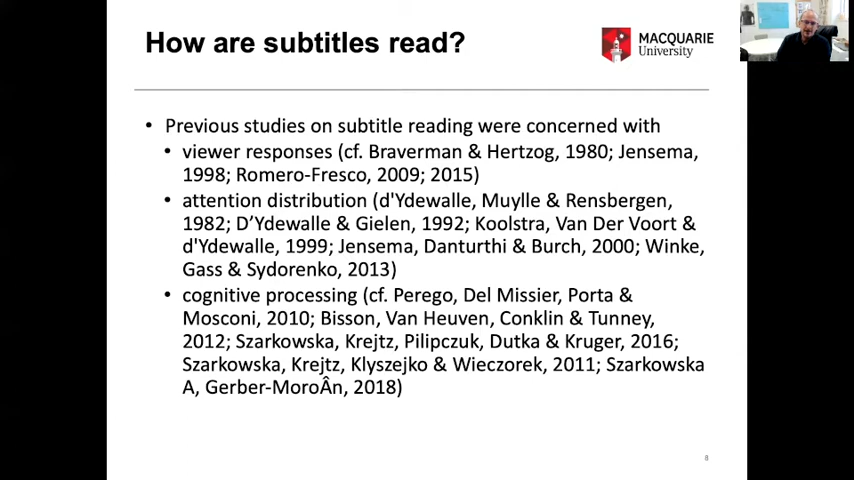 How are subtitles read?
MACQUARIE
University
• Previous studies on subtitle reading were concerned with
• viewer responses (cf. Braverman & Hertzog, 1980; Jensema,
1998; Romero-Fresco, 2009; 2015)
• attention distribution (d'Ydewalle, Muylle & Rensbergen,
1982; D’Ydewalle & Gielen, 1992; Koolstra, Van Der Voort &
d'Ydewalle, 1999; Jensema, Danturthi & Burch, 2000; Winke,
Gass & Sydorenko, 2013)
• cognitive processing (cf. Perego, Del Missier, Porta &
Mosconi, 2010; Bisson, Van Heuven, Conklin & Tunney,
2012; Szarkowska, Krejtz, Pilipczuk, Dutka & Kruger, 2016;
Szarkowska, Krejtz, Klyszejko & Wieczorek, 2011; Szarkowska
A, Gerber-MoroÂn, 2018)
8